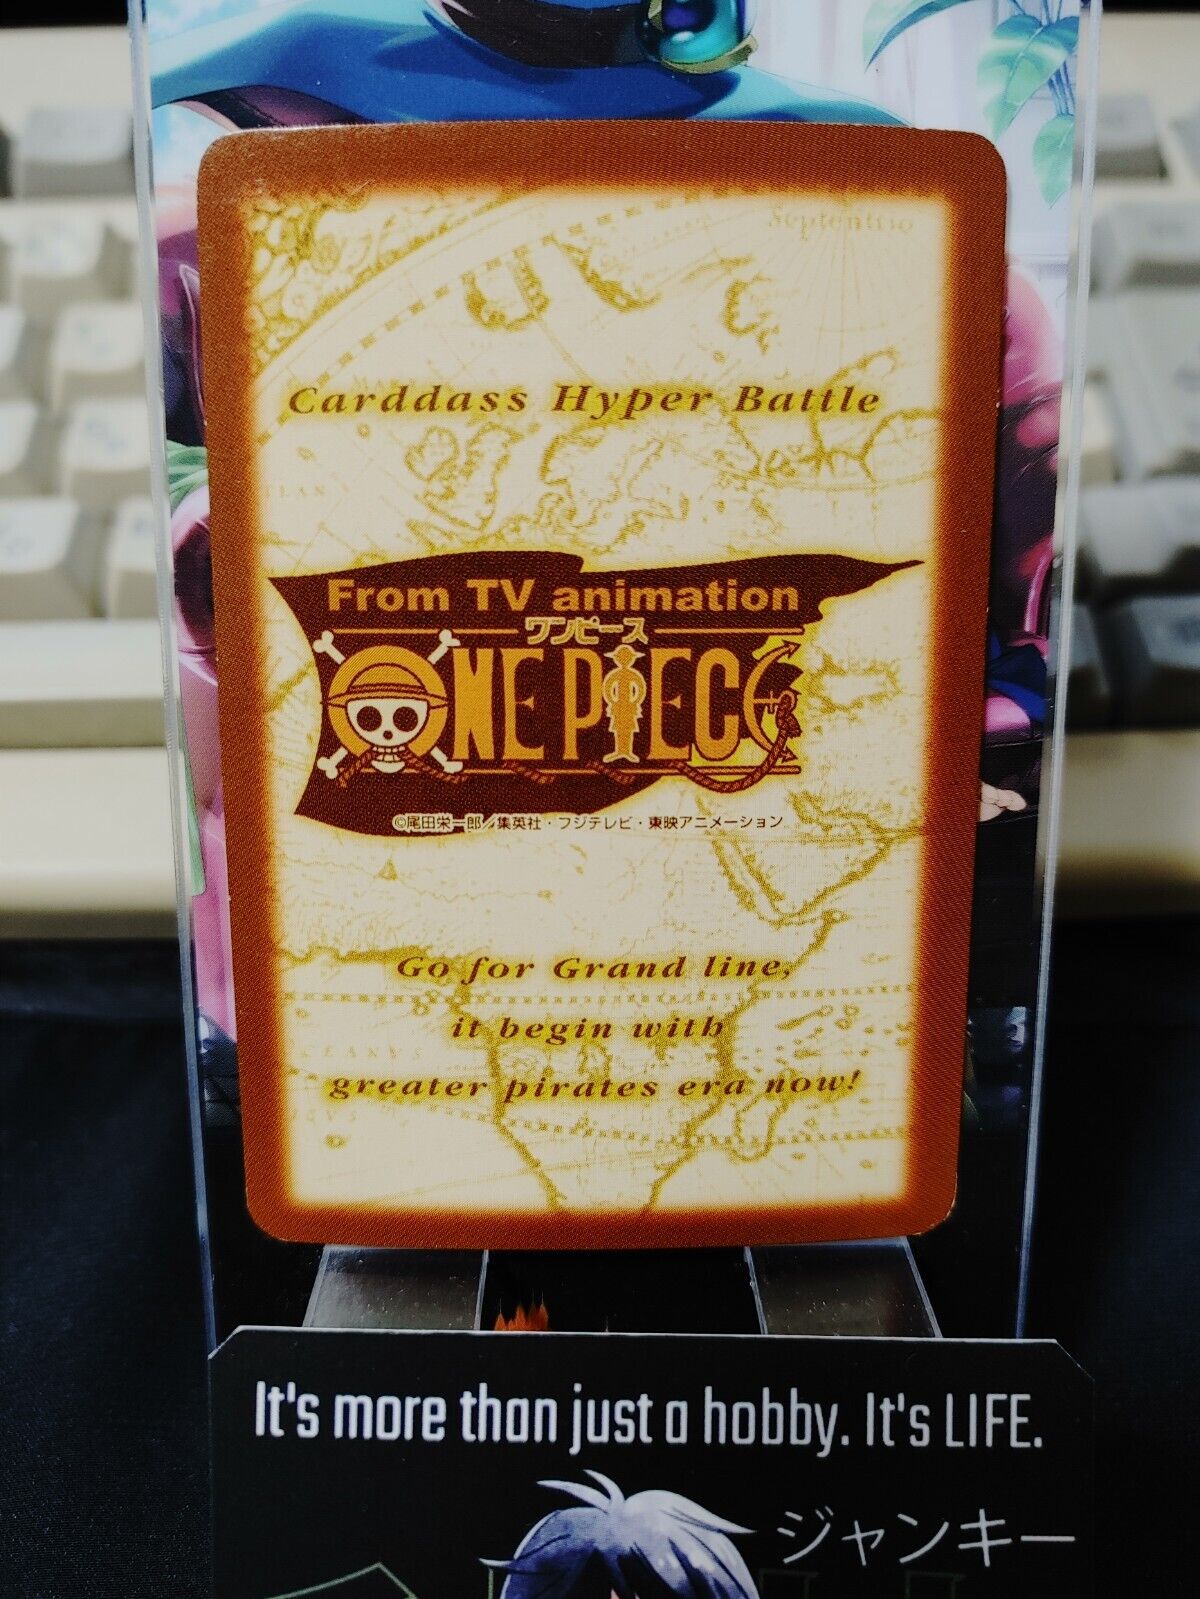 Septentrio
Carddass Hyper Battle
From TV animation
ワンピース
ONE PIECE
©尾田栄一郎／集英社・フジテレビ・東映アニメーション
Go for Grand line,
it begin with
greater pirates era now!
It's more than just a hobby. It's LIFE.
ジャンキー